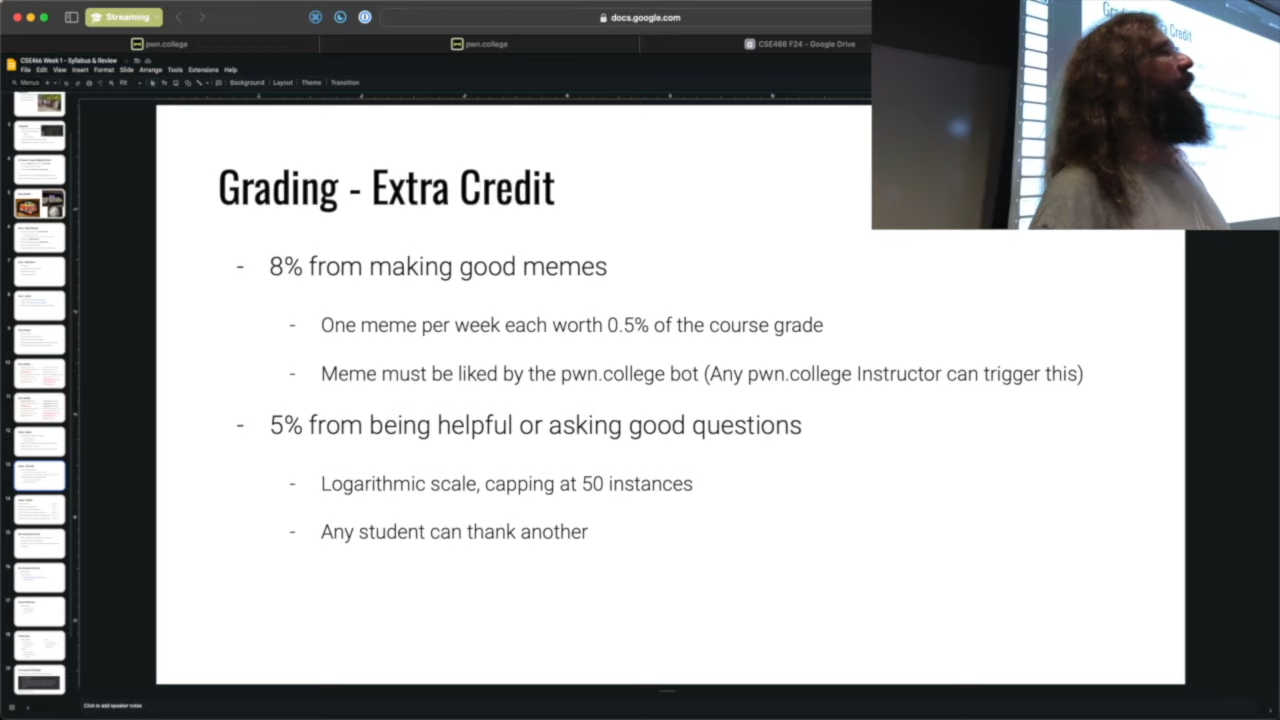 Streaming
docs.google.com
pwn.college
pwn.college
CSE466 F24 - Google Drive
CSE466 Week 1 - Syllabus & Review
File Edit View Insert Format Slide Arrange Tools Extensions Help
Menus
Fit
Background Layout Theme Transition
Grading - Extra Credit
- 8% from making good memes
- One meme per week each worth 0.5% of the course grade
- Meme must be liked by the pwn.college bot (Any pwn.college Instructor can trigger this)
- 5% from being helpful or asking good questions
- Logarithmic scale, capping at 50 instances
- Any student can thank another
Click to add speaker notes